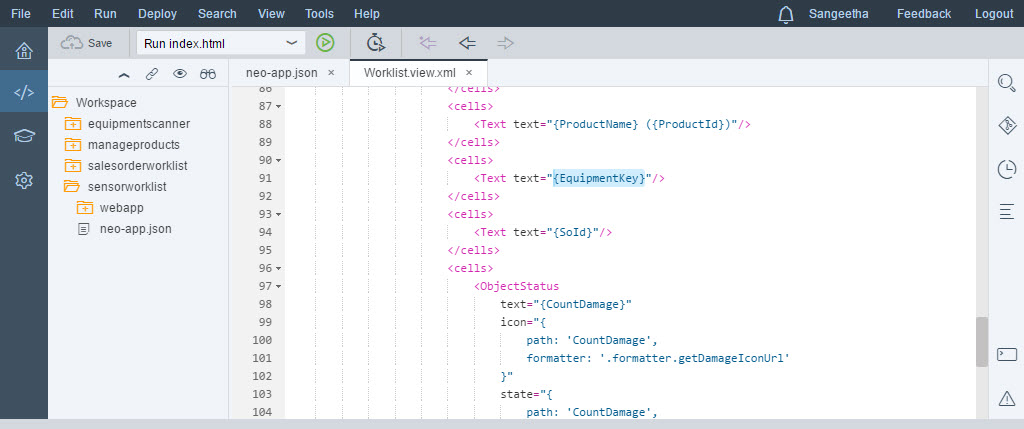 File Edit Run Deploy Search View Tools Help Sangeetha Feedback Logout
Save Run index.html
neo-app.json × Worklist.view.xml ×
Workspace
equipmentscanner
manageproducts
salesorderworklist
sensorworklist
webapp
neo-app.json
86 </cells>
87 <cells>
88 <Text text="{ProductName} ({ProductId})"/>
89 </cells>
90 <cells>
91 <Text text="{EquipmentKey}"/>
92 </cells>
93 <cells>
94 <Text text="{SoId}"/>
95 </cells>
96 <cells>
97 <ObjectStatus
98 text="{CountDamage}"
99 icon="{
100 path: 'CountDamage',
101 formatter: '.formatter.getDamageIconUrl'
102 }"
103 state="{
104 path: 'CountDamage',